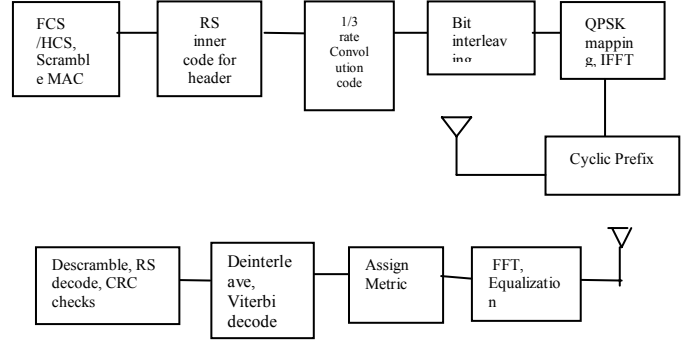 FCS
/HCS,
Scrambl
e MAC
RS
inner
code for
header
1/3
rate
Convol
ution
code
Bit
interleav
ing
QPSK
mappin
g, IFFT
Cyclic Prefix
Descramble, RS
decode, CRC
checks
Deinterle
ave,
Viterbi
decode
Assign
Metric
FFT,
Equalizatio
n